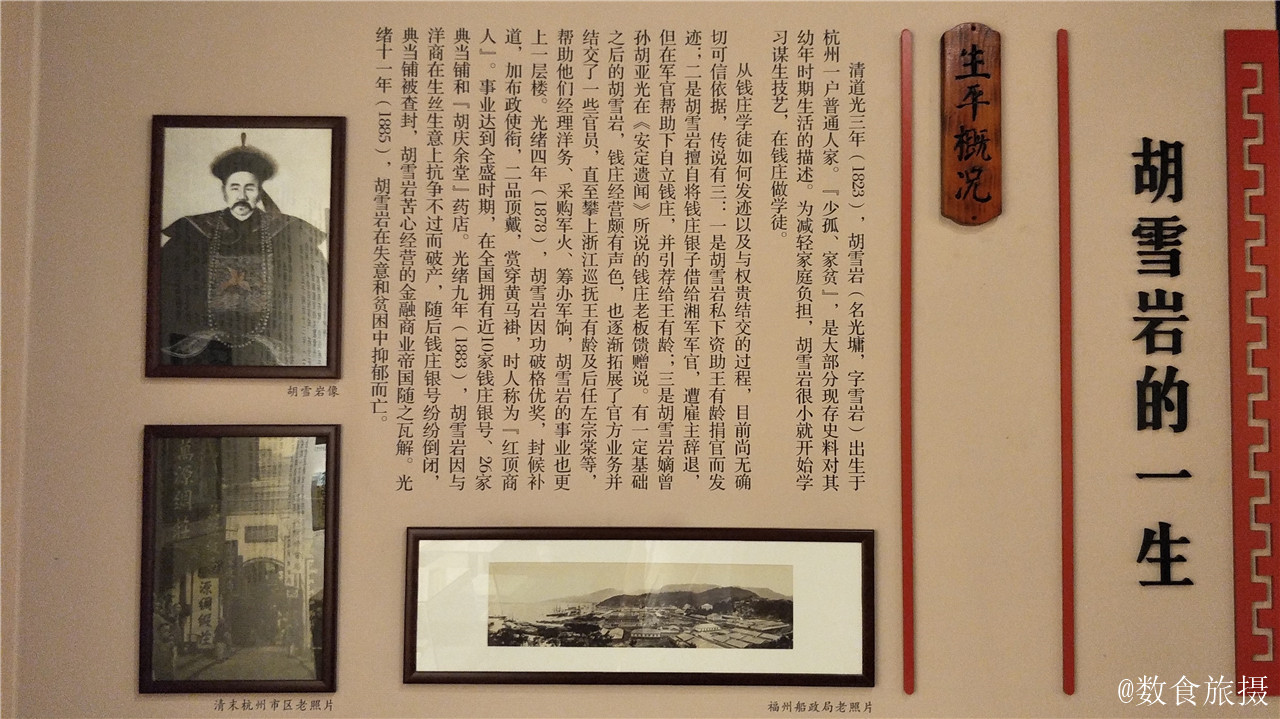 胡雪岩的一生
生平概况
清道光三年（1823），胡雪岩（名光墉，字雪岩）出生于
杭州一户普通人家。『少孤、家贫』，是大部分现存史料对其
幼年时期生活的描述。为减轻家庭负担，胡雪岩很小就开始学
习谋生技艺，在钱庄做学徒。
从钱庄学徒如何发迹以及与权贵结交的过程，目前尚无确
切可信依据，传说有三：一是胡雪岩私下资助王有龄捐官而发
迹；二是胡雪岩擅自将钱庄银子借给湘军军官，遭雇主辞退，
但在军官帮助下自立钱庄，并引荐给王有龄；三是胡雪岩嫡曾
孙胡亚光在《安定遗闻》所说的钱庄老板馈赠说。有一定基础
之后的胡雪岩，钱庄经营颇有声色，也逐渐拓展了官方业务并
结交了一些官员，直至攀上浙江巡抚王有龄及后任左宗棠等，
帮助他们经理洋务、采购军火、筹办军饷，胡雪岩的事业也更
上一层楼。光绪四年（1878），胡雪岩因功破格优奖，封候补
道，加布政使衔，二品顶戴，赏穿黄马褂，时人称为『红顶商
人』。事业达到全盛时期，在全国拥有近10家钱庄银号、26家
典当铺和『胡庆余堂』药店。光绪九年（1883），胡雪岩因与
洋商在生丝生意上抗争不过而破产，随后钱庄银号纷纷倒闭，
典当铺被查封，胡雪岩苦心经营的金融商业帝国随之瓦解。光
绪十一年（1885），胡雪岩在失意和贫困中抑郁而亡。
胡雪岩像
清末杭州市区老照片
福州船政局老照片
@数食旅摄